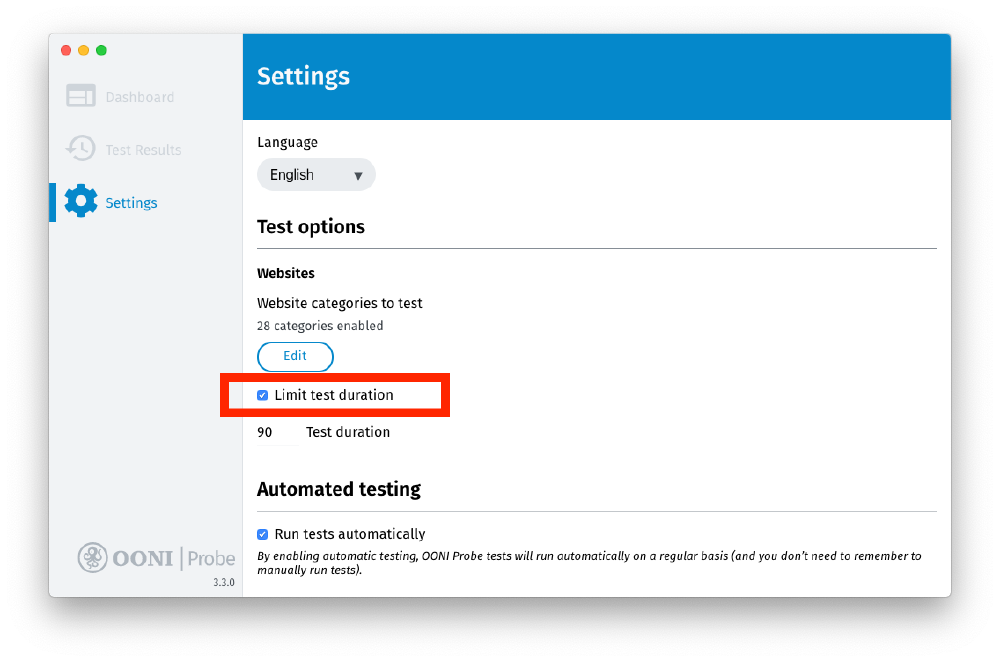 Settings
Dashboard
Test Results
Settings
Language
English
Test options
Websites
Website categories to test
28 categories enabled
Edit
Limit test duration
90 Test duration
Automated testing
Run tests automatically
By enabling automatic testing, OONI Probe tests will run automatically on a regular basis (and you don't need to remember to
manually run tests).
OONI Probe
3.3.0